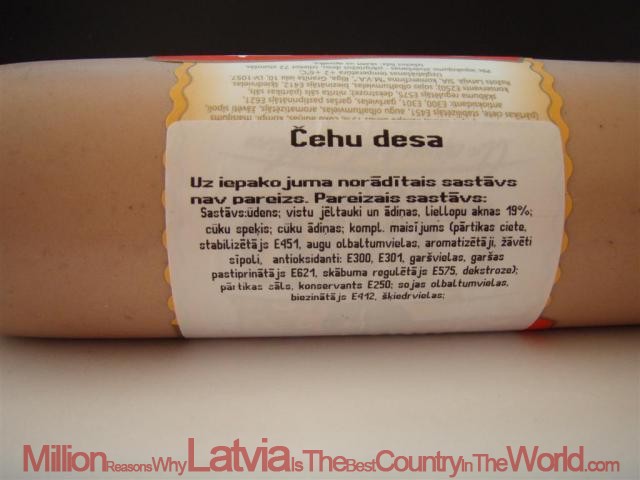 Čehu desa
Uz iepakojuma norādītais sastāvs
nav pareizs. Pareizais sastāvs:
Sastāvs:ūdens; vistu jēltauki un ādiņas, liellopu aknas 19%;
cūku speķis; cūku ādiņas; kompl. maisījums (pārtikas ciete,
stabilizētājs E451, augu olbaltumvielas, aromatizētāji, žāvēti
sīpoli, antioksidanti: E300, E301, garšvielas, garšas
pastiprinātājs E621, skābuma regulētājs E575, dekstroze);
pārtikas sāls, konservants E250; sojas olbaltumvielas,
biezinātājs E412, šķiedrvielas;
MillionReasonsWhyLatviaIsTheBestCountryInTheWorld.com